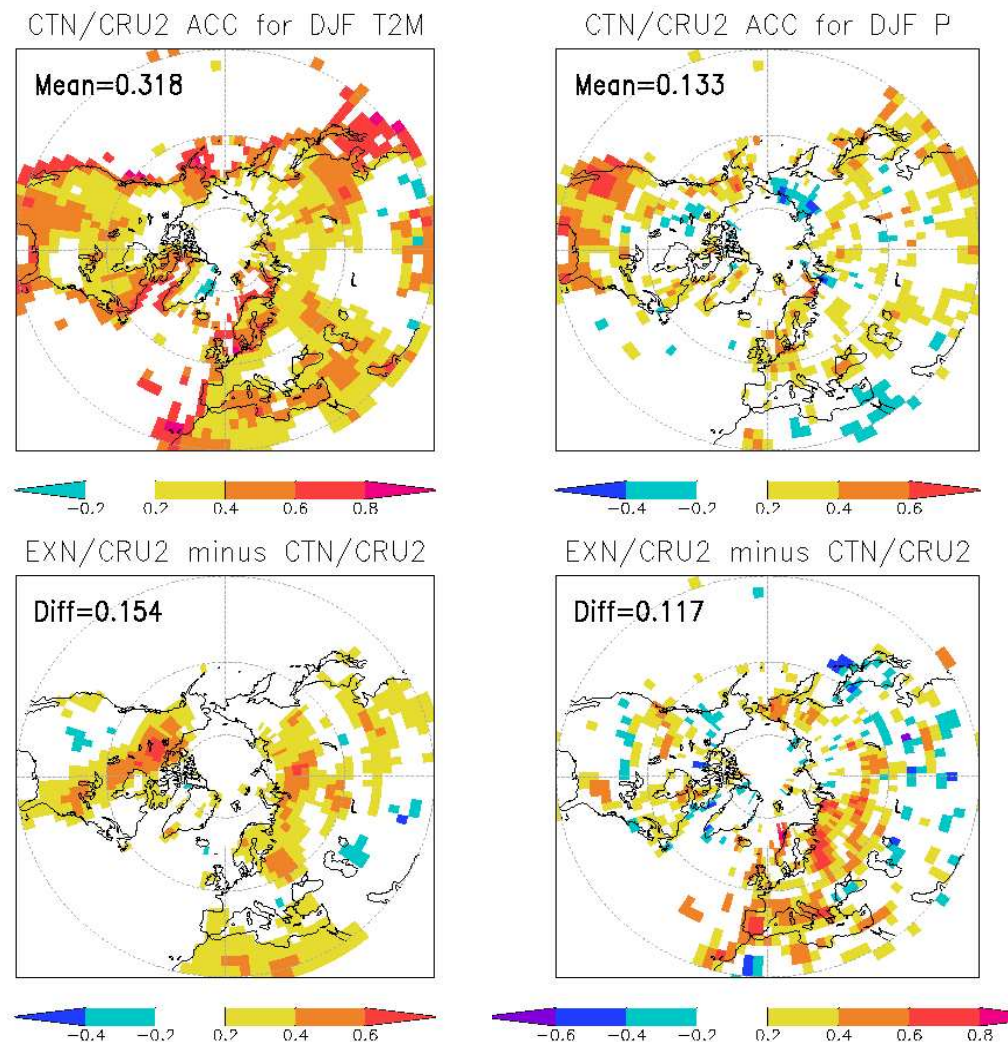 CTN/CRU2 ACC for DJF T2M
Mean=0.318
-0.2 0.2 0.4 0.6 0.8
CTN/CRU2 ACC for DJF P
Mean=0.133
-0.4 -0.2 0.2 0.4 0.6
EXN/CRU2 minus CTN/CRU2
Diff=0.154
-0.4 -0.2 0.2 0.4 0.6
EXN/CRU2 minus CTN/CRU2
Diff=0.117
-0.6 -0.4 -0.2 0.2 0.4 0.6 0.8